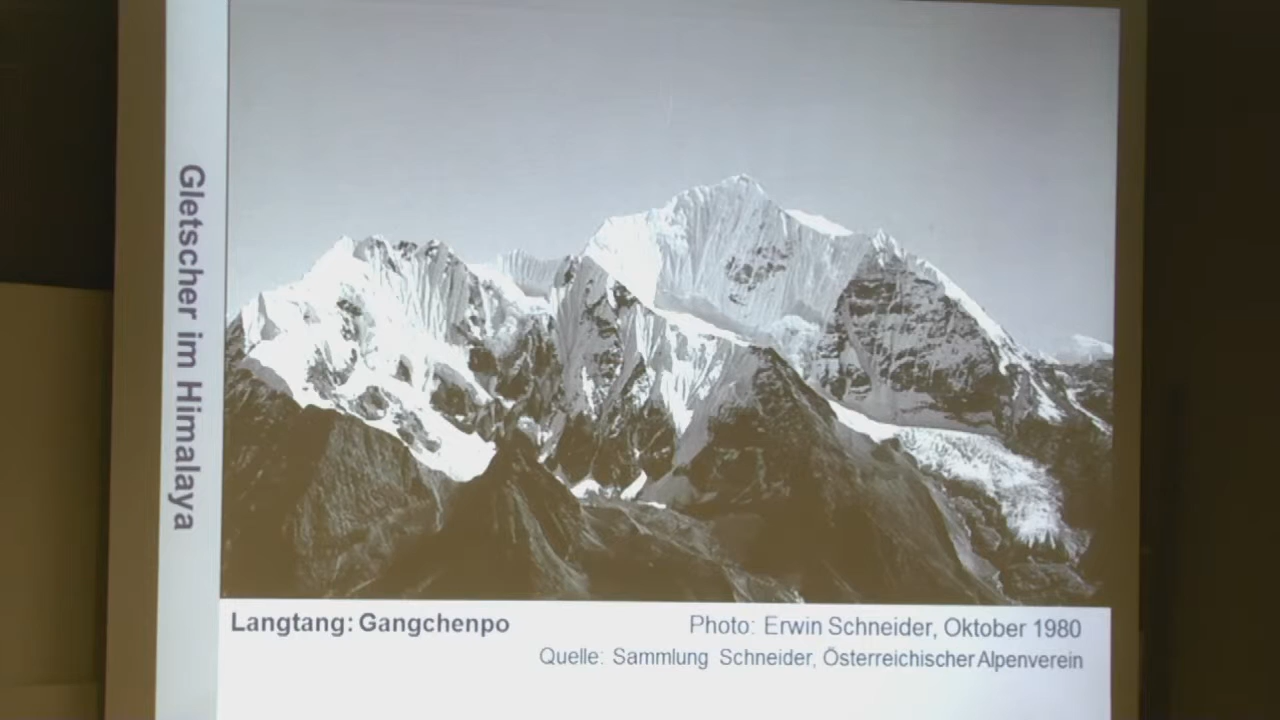 Gletscher im Himalaya
Langtang: Gangchenpo
Photo: Erwin Schneider, Oktober 1980
Quelle: Sammlung Schneider, Österreichischer Alpenverein